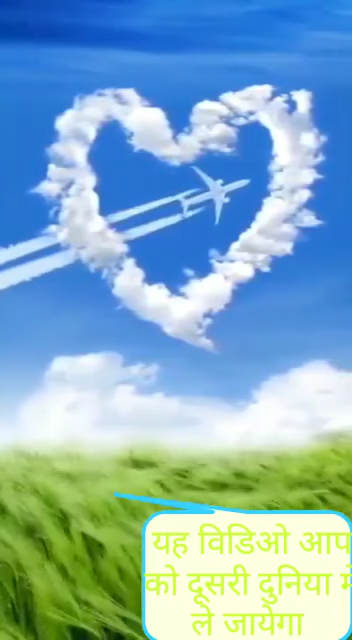 यह विडिओ आप
को दूसरी दुनिया में
ले जायेगा